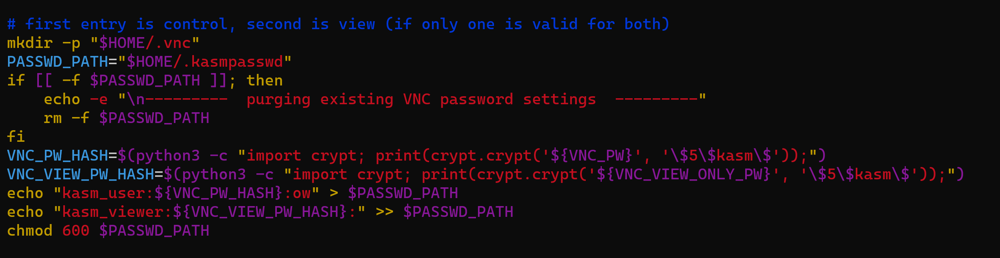 # first entry is control, second is view (if only one is valid for both)
mkdir -p "$HOME/.vnc"
PASSWD_PATH="$HOME/.kasmpasswd"
if [[ -f $PASSWD_PATH ]]; then
    echo -e "\n---------  purging existing VNC password settings  ---------"
    rm -f $PASSWD_PATH
fi
VNC_PW_HASH=$(python3 -c "import crypt; print(crypt.crypt('${VNC_PW}', '\$5\$kasm\$'));")
VNC_VIEW_PW_HASH=$(python3 -c "import crypt; print(crypt.crypt('${VNC_VIEW_ONLY_PW}', '\$5\$kasm\$'));")
echo "kasm_user:${VNC_PW_HASH}:ow" > $PASSWD_PATH
echo "kasm_viewer:${VNC_VIEW_PW_HASH}:" >> $PASSWD_PATH
chmod 600 $PASSWD_PATH